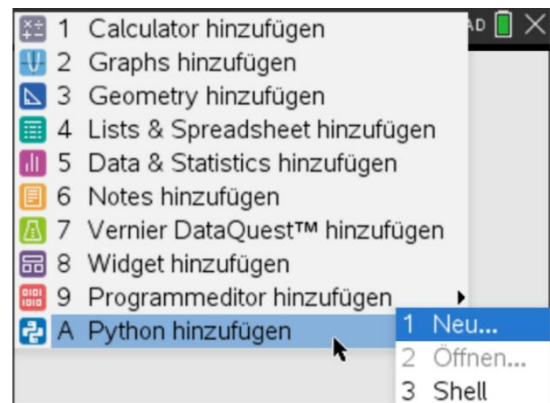 1 Calculator hinzufügen
AD
2 Graphs hinzufügen
3 Geometry hinzufügen
4 Lists & Spreadsheet hinzufügen
5 Data & Statistics hinzufügen
6 Notes hinzufügen
7 Vernier DataQuest™ hinzufügen
8 Widget hinzufügen
9 Programmeditor hinzufügen
A Python hinzufügen
1 Neu...
2 Öffnen...
3 Shell